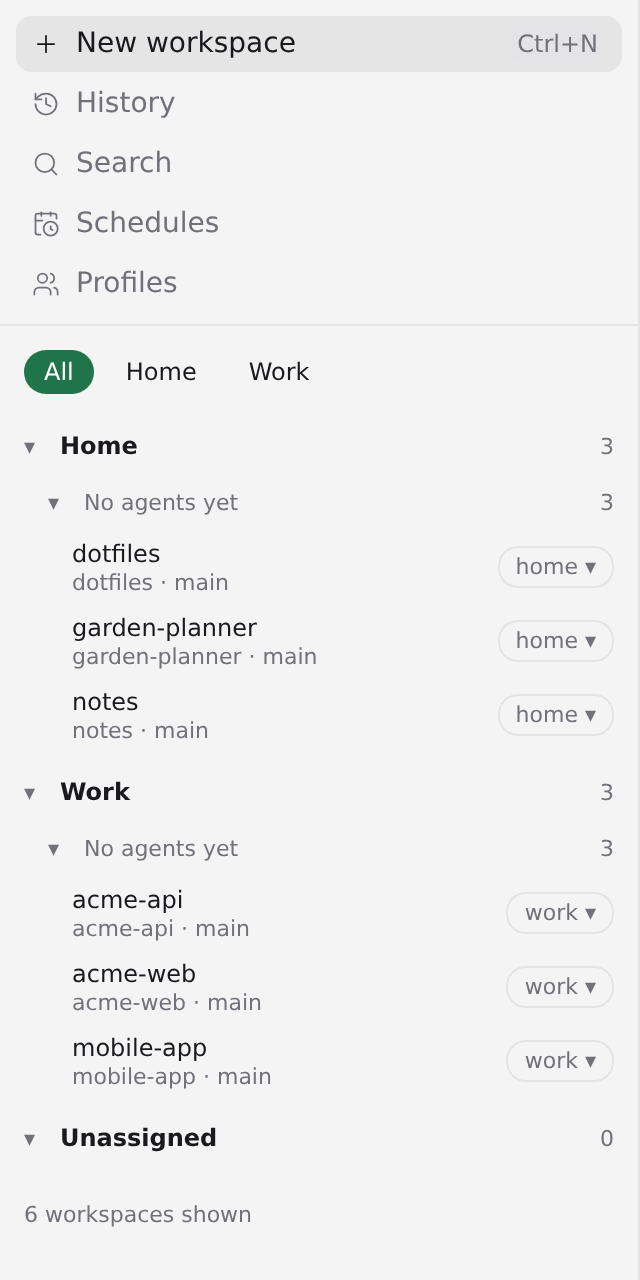 New workspace Ctrl+N
History
Search
Schedules
Profiles
All Home Work
▾ Home 3
▾ No agents yet 3
dotfiles
dotfiles · main
home ▾
garden-planner
garden-planner · main
home ▾
notes
notes · main
home ▾
▾ Work 3
▾ No agents yet 3
acme-api
acme-api · main
work ▾
acme-web
acme-web · main
work ▾
mobile-app
mobile-app · main
work ▾
▾ Unassigned 0
6 workspaces shown